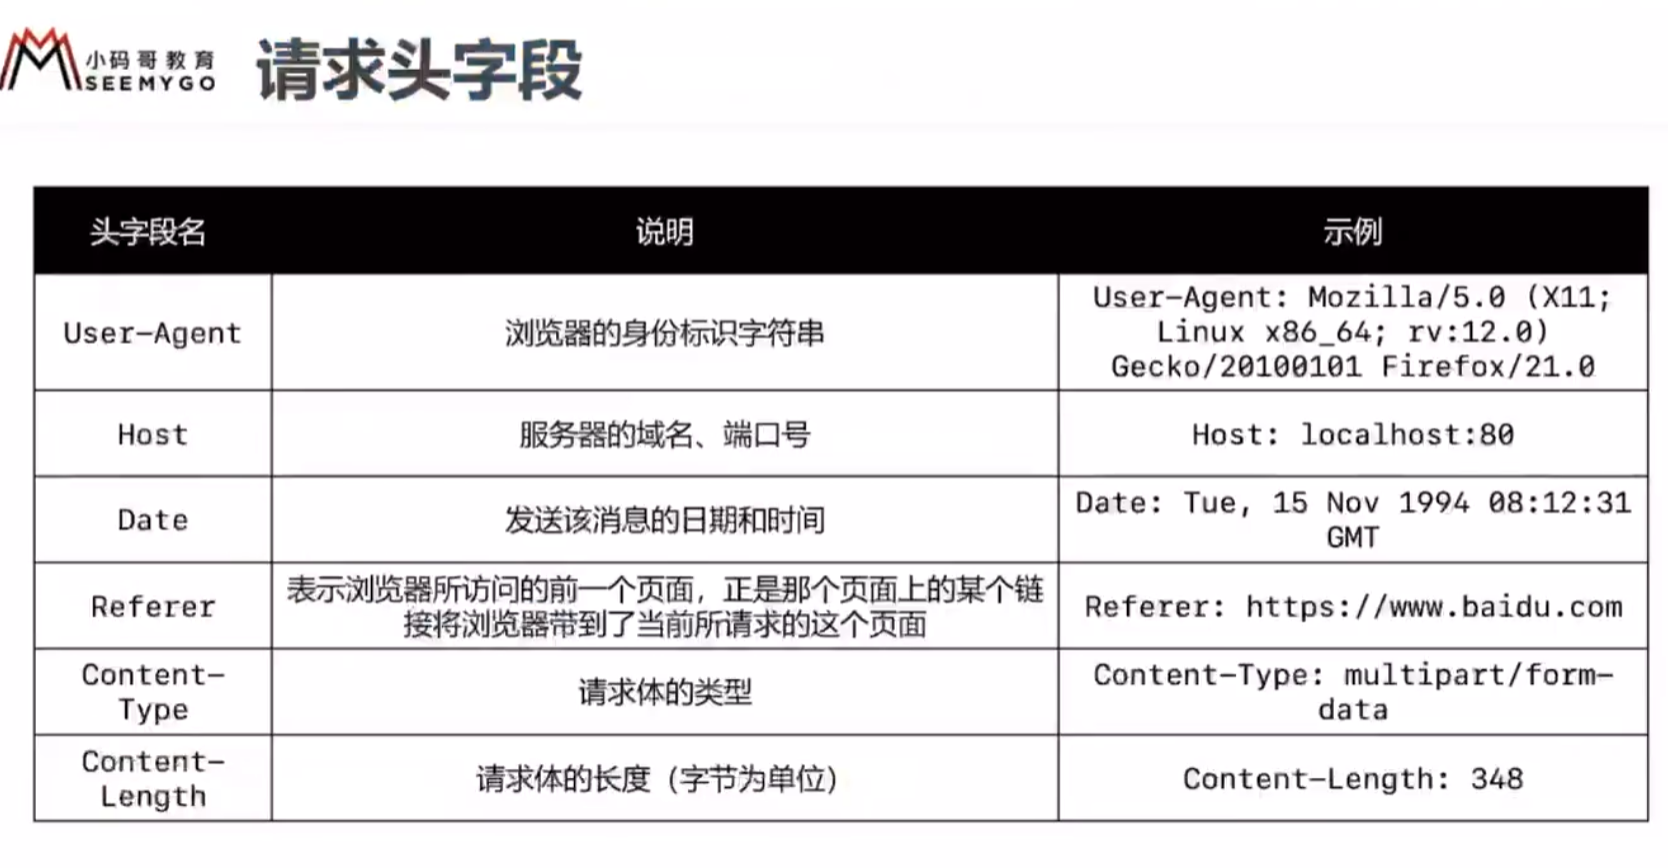 小码哥教育
SEEMYGO
请求头字段
头字段名 说明 示例
User-Agent 浏览器的身份标识字符串 User-Agent: Mozilla/5.0 (X11;
Linux x86_64; rv:12.0)
Gecko/20100101 Firefox/21.0
Host 服务器的域名、端口号 Host: localhost:80
Date 发送该消息的日期和时间 Date: Tue, 15 Nov 1994 08:12:31
GMT
Referer 表示浏览器所访问的前一个页面，正是那个页面上的某个链
接将浏览器带到了当前所请求的这个页面 Referer: https://www.baidu.com
Content-
Type 请求体的类型 Content-Type: multipart/form-
data
Content-
Length 请求体的长度（字节为单位） Content-Length: 348